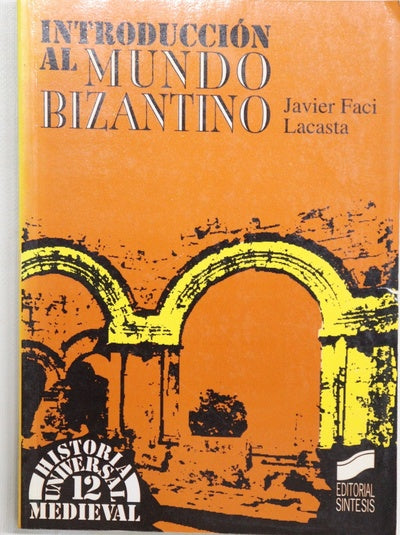 INTRODUCCIÓN
AL MUNDO
BIZANTINO
Javier Faci
Lacasta
HISTORIA
UNIVERSAL
12
MEDIEVAL
EDITORIAL
SINTESIS